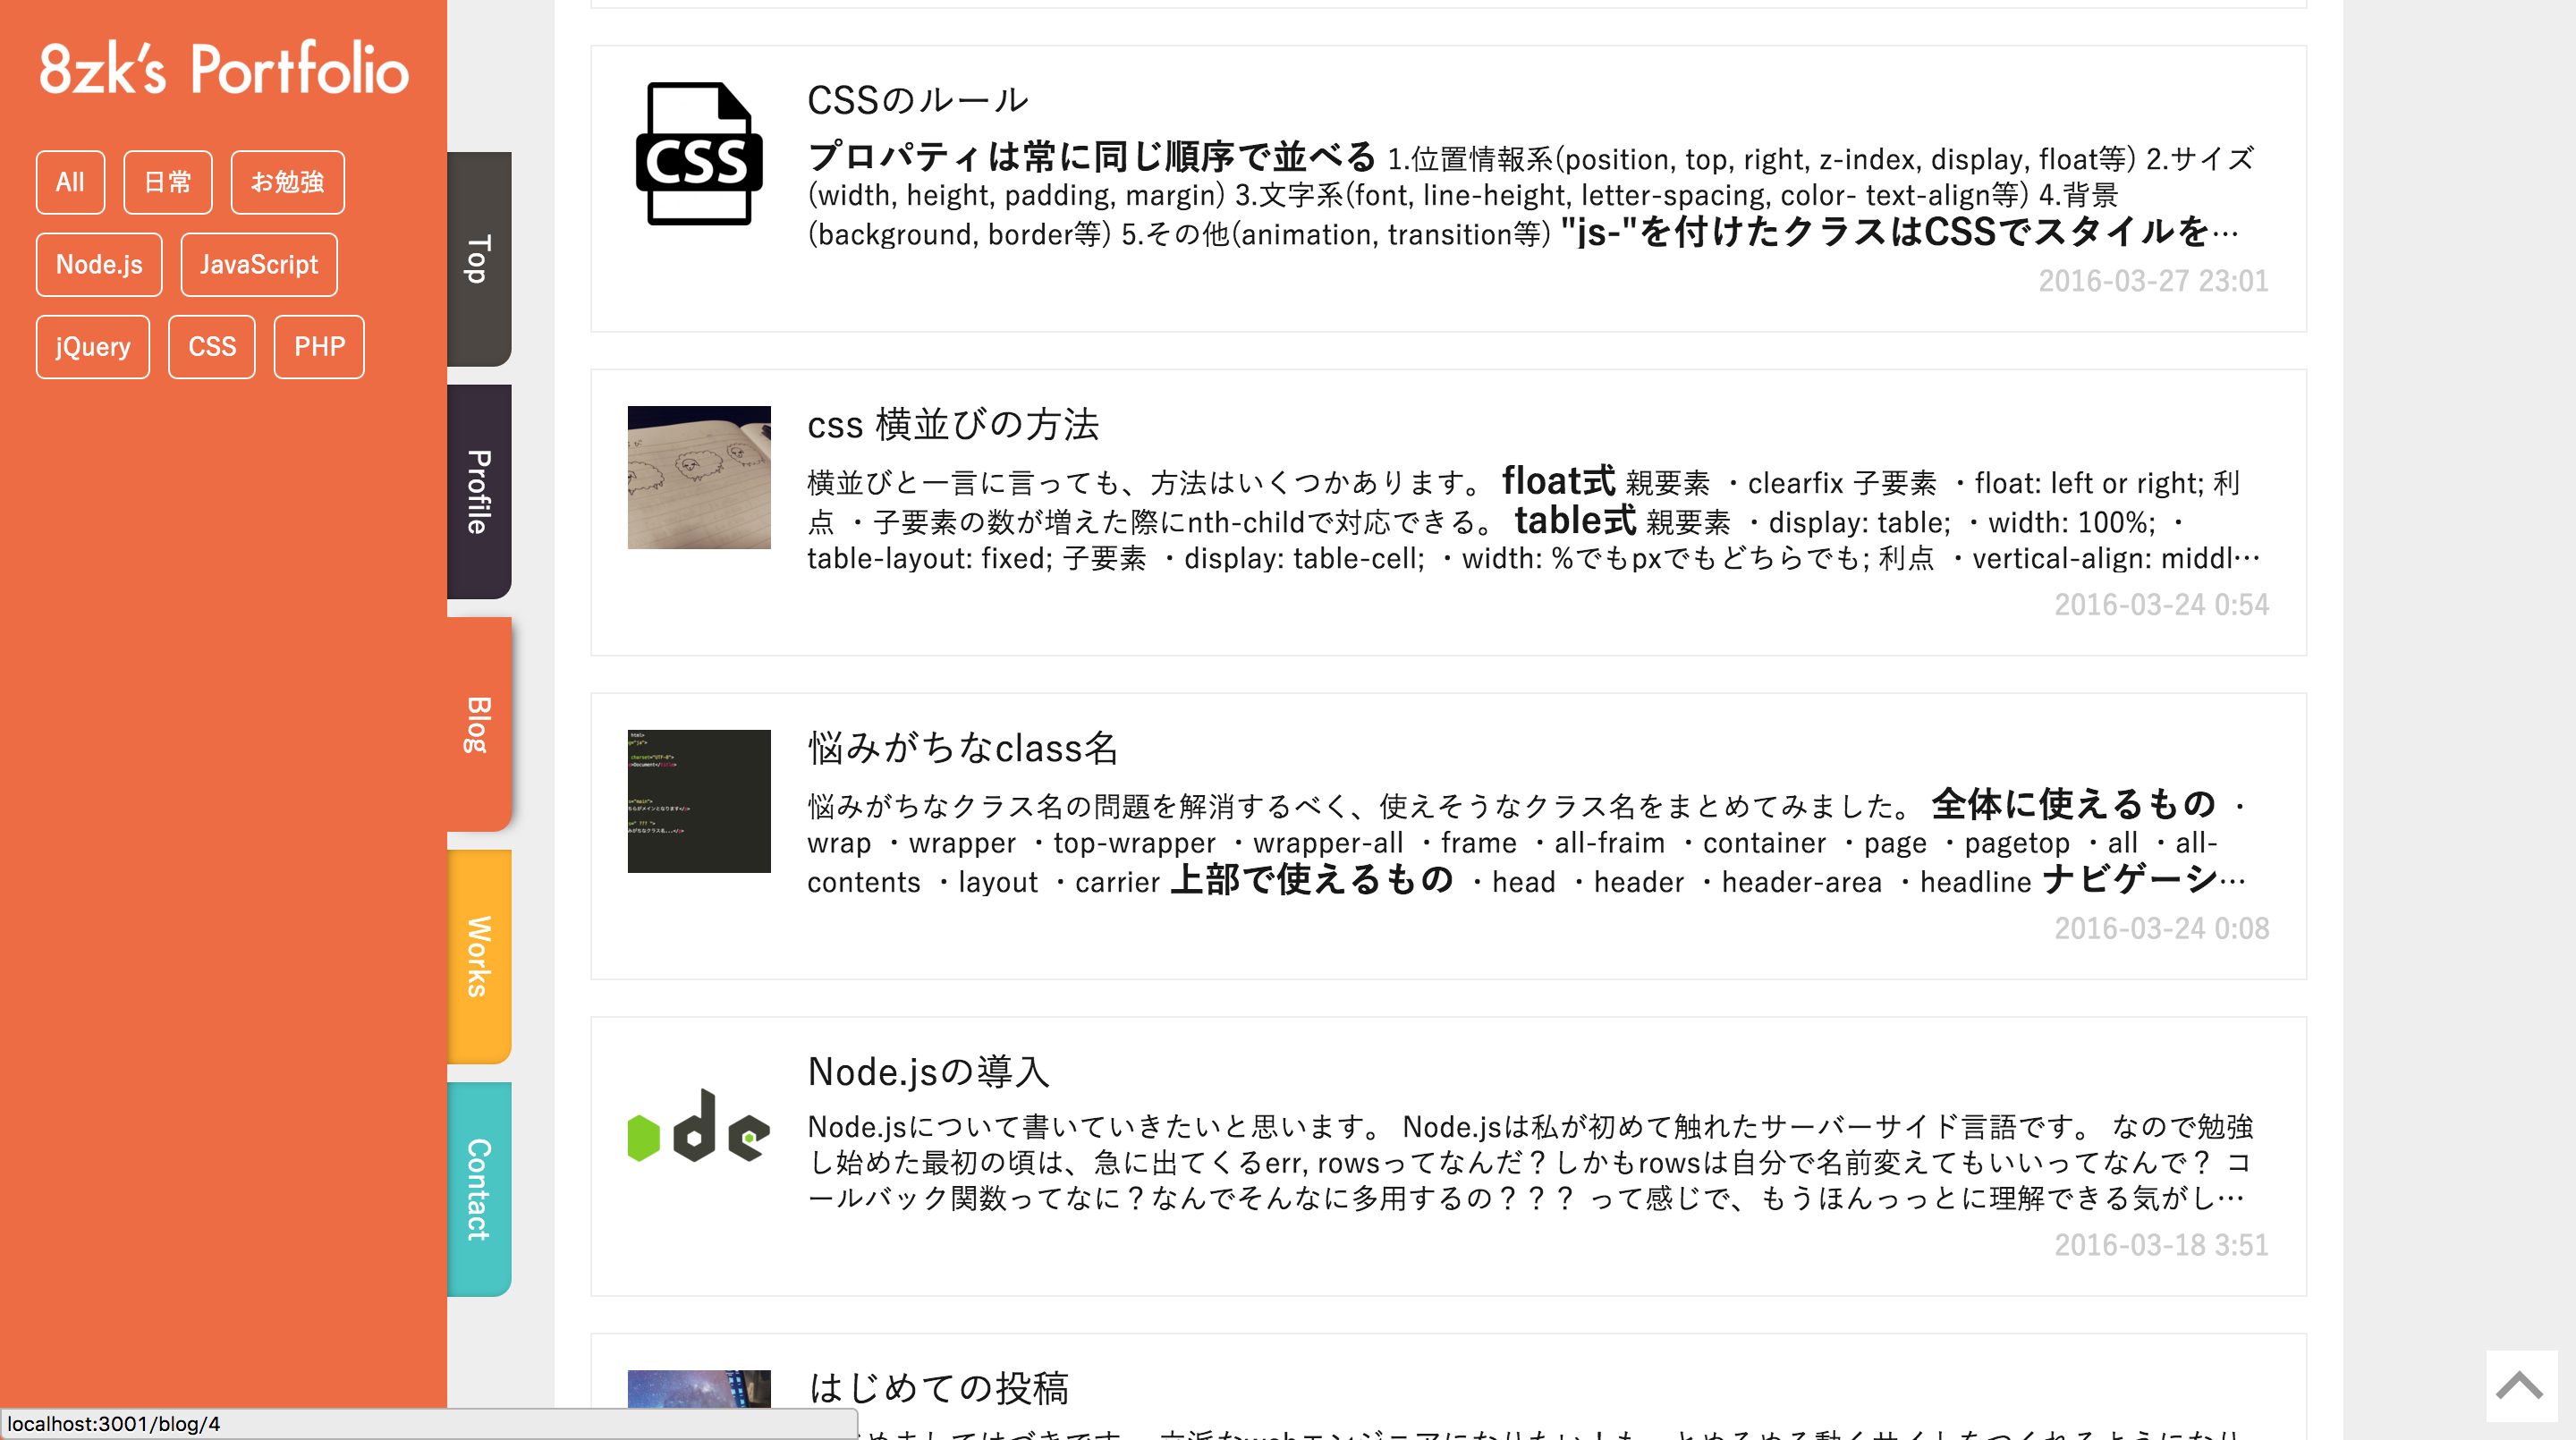 8zk's Portfolio
All 日常 お勉強
Node.js JavaScript
jQuery CSS PHP
Top
Profile
Blog
Works
Contact
CSS
CSSのルール
プロパティは常に同じ順序で並べる 1.位置情報系(position, top, right, z-index, display, float等) 2.サイズ
(width, height, padding, margin) 3.文字系(font, line-height, letter-spacing, color- text-align等) 4.背景
(background, border等) 5.その他(animation, transition等) "js-"を付けたクラスはCSSでスタイルを…
2016-03-27 23:01
css 横並びの方法
横並びと一言に言っても、方法はいくつかあります。 float式 親要素 ・clearfix 子要素 ・float: left or right; 利
点 ・子要素の数が増えた際にnth-childで対応できる。 table式 親要素 ・display: table; ・width: 100%; ・
table-layout: fixed; 子要素 ・display: table-cell; ・width: %でもpxでもどちらでも; 利点 ・vertical-align: middl…
2016-03-24 0:54
悩みがちなclass名
悩みがちなクラス名の問題を解消するべく、使えそうなクラス名をまとめてみました。 全体に使えるもの ・
wrap ・wrapper ・top-wrapper ・wrapper-all ・frame ・all-fraim ・container ・page ・pagetop ・all ・all-
contents ・layout ・carrier 上部で使えるもの ・head ・header ・header-area ・headline ナビゲーシ…
2016-03-24 0:08
Node.jsの導入
Node.jsについて書いていきたいと思います。 Node.jsは私が初めて触れたサーバーサイド言語です。 なので勉強
し始めた最初の頃は、急に出てくるerr, rowsってなんだ？しかもrowsは自分で名前変えてもいいってなんで？ コ
ールバック関数ってなに？なんでそんなに多用するの？？？ って感じで、もうほんっっとに理解できる気がし…
2016-03-18 3:51
はじめての投稿
localhost:3001/blog/4